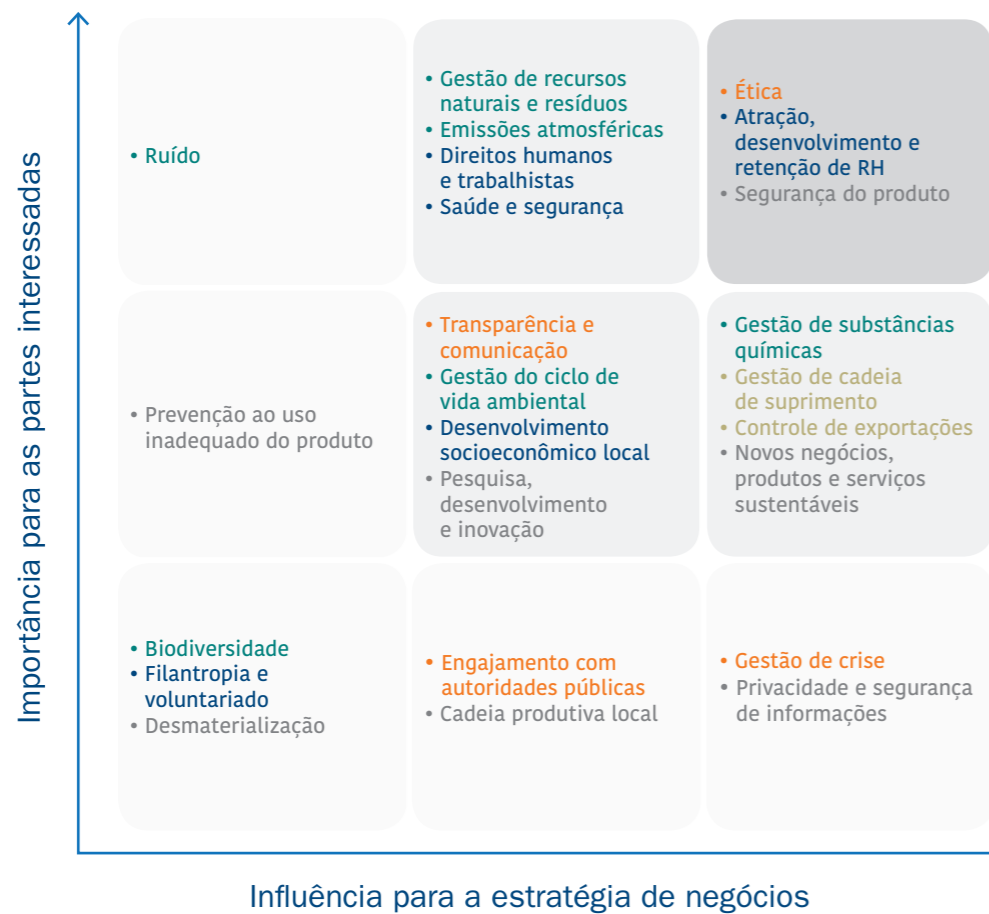 Importância para as partes interessadas
• Ruído
• Gestão de recursos
naturais e resíduos
• Emissões atmosféricas
• Direitos humanos
e trabalhistas
• Saúde e segurança
• Ética
• Atração,
desenvolvimento e
retenção de RH
• Segurança do produto
• Prevenção ao uso
inadequado do produto
• Transparência e
comunicação
• Gestão do ciclo de
vida ambiental
• Desenvolvimento
socioeconômico local
• Pesquisa,
desenvolvimento
e inovação
• Gestão de substâncias
químicas
• Gestão de cadeia
de suprimento
• Controle de exportações
• Novos negócios,
produtos e serviços
sustentáveis
• Biodiversidade
• Filantropia e
voluntariado
• Desmaterialização
• Engajamento com
autoridades públicas
• Cadeia produtiva local
• Gestão de crise
• Privacidade e segurança
de informações
Influência para a estratégia de negócios